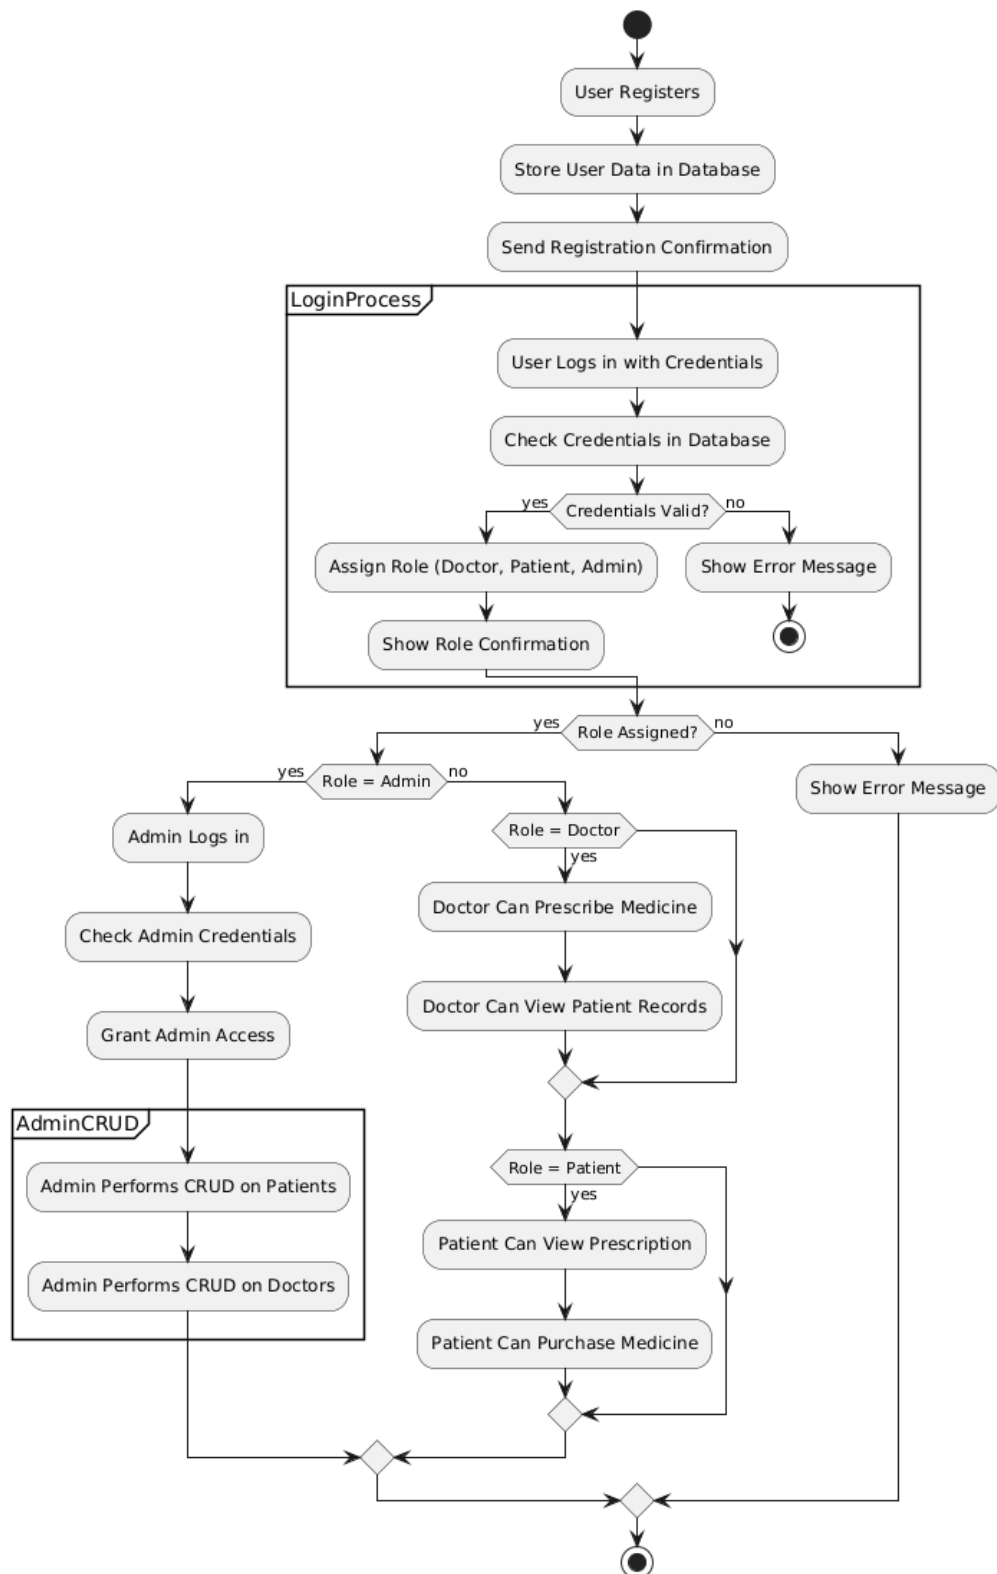 User Registers
Store User Data in Database
Send Registration Confirmation
LoginProcess
User Logs in with Credentials
Check Credentials in Database
yes
Credentials Valid?
no
Assign Role (Doctor, Patient, Admin)
Show Error Message
Show Role Confirmation
yes
Role Assigned?
no
yes
Role = Admin
no
Show Error Message
Admin Logs in
Role = Doctor
yes
Doctor Can Prescribe Medicine
Check Admin Credentials
Doctor Can View Patient Records
Grant Admin Access
AdminCRUD
Role = Patient
yes
Admin Performs CRUD on Patients
Patient Can View Prescription
Admin Performs CRUD on Doctors
Patient Can Purchase Medicine